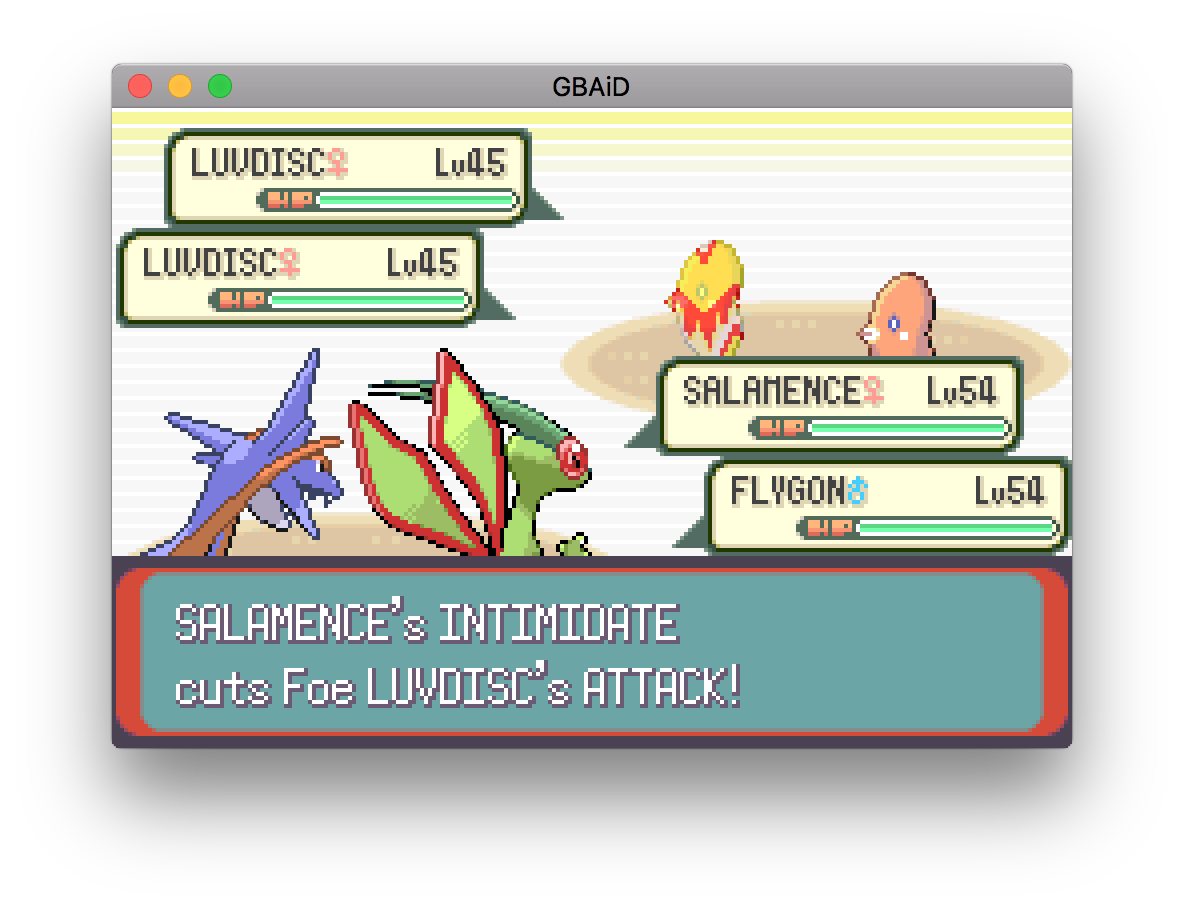 GBAiD
LUVDISC♀ Lv45
HP
LUVDISC♀ Lv45
HP
SALAMENCE♀ Lv54
HP
FLYGON♂ Lv54
HP
SALAMENCE's INTIMIDATE
cuts Foe LUVDISC's ATTACK!